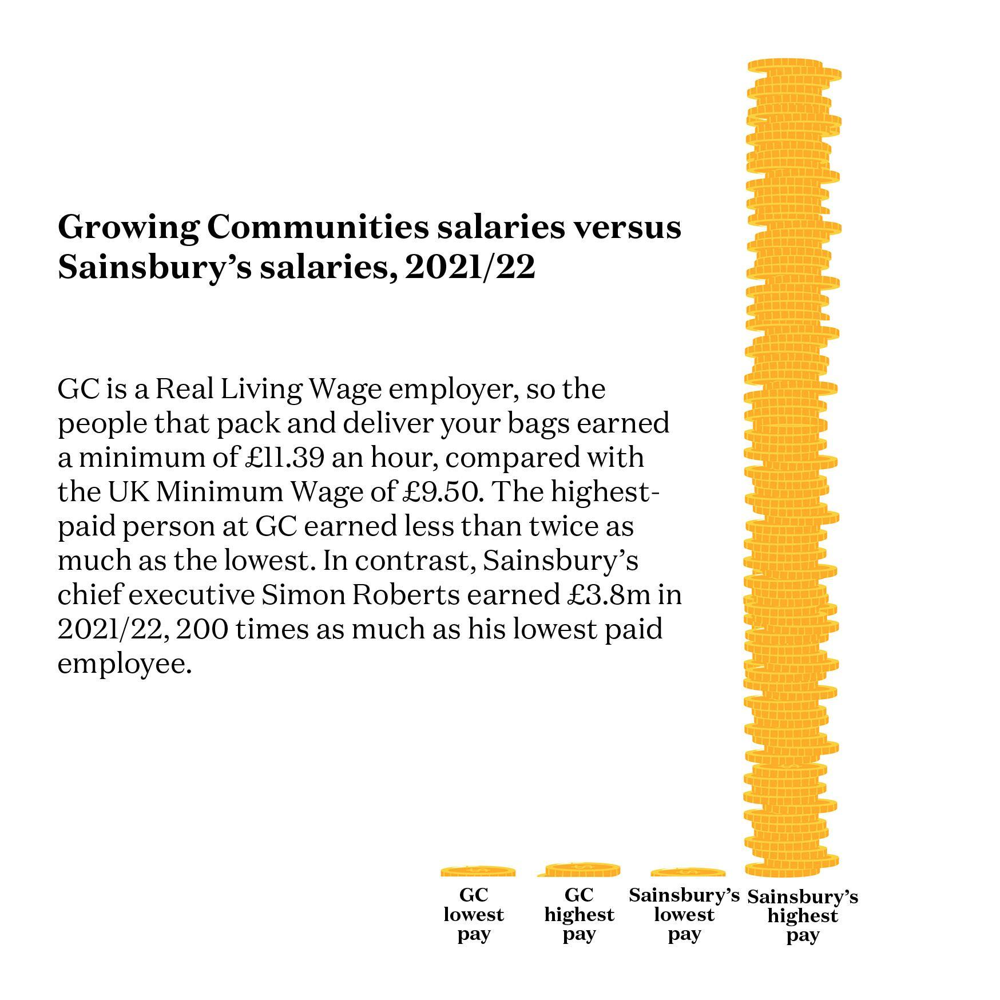 Growing Communities salaries versus
Sainsbury’s salaries, 2021/22
GC is a Real Living Wage employer, so the
people that pack and deliver your bags earned
a minimum of £11.39 an hour, compared with
the UK Minimum Wage of £9.50. The highest-
paid person at GC earned less than twice as
much as the lowest. In contrast, Sainsbury’s
chief executive Simon Roberts earned £3.8m in
2021/22, 200 times as much as his lowest paid
employee.
GC
lowest
pay
GC
highest
pay
Sainsbury’s
lowest
pay
Sainsbury’s
highest
pay